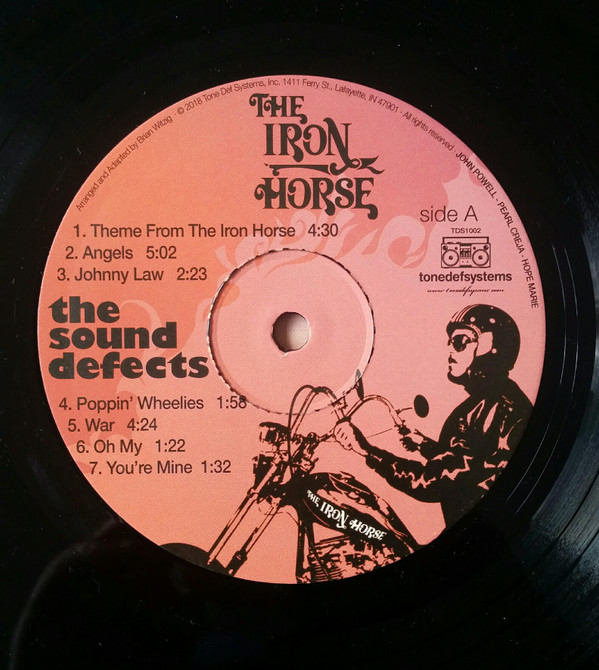 Arranged and Adapted by Brian Witzig · © 2018 Tone Def Systems, Inc. 1411 Ferry St., Lafayette, IN 47901 · All rights reserved · JOHN POWELL - PEARL CREJA - HOPE MARIE
THE
IRON
HORSE
side A
TDS1002
tonedefsystems
1. Theme From The Iron Horse 4:30
2. Angels 5:02
3. Johnny Law 2:23
the
sound
defects
4. Poppin' Wheelies 1:58
5. War 4:24
6. Oh My 1:22
7. You're Mine 1:32
THE IRON HORSE